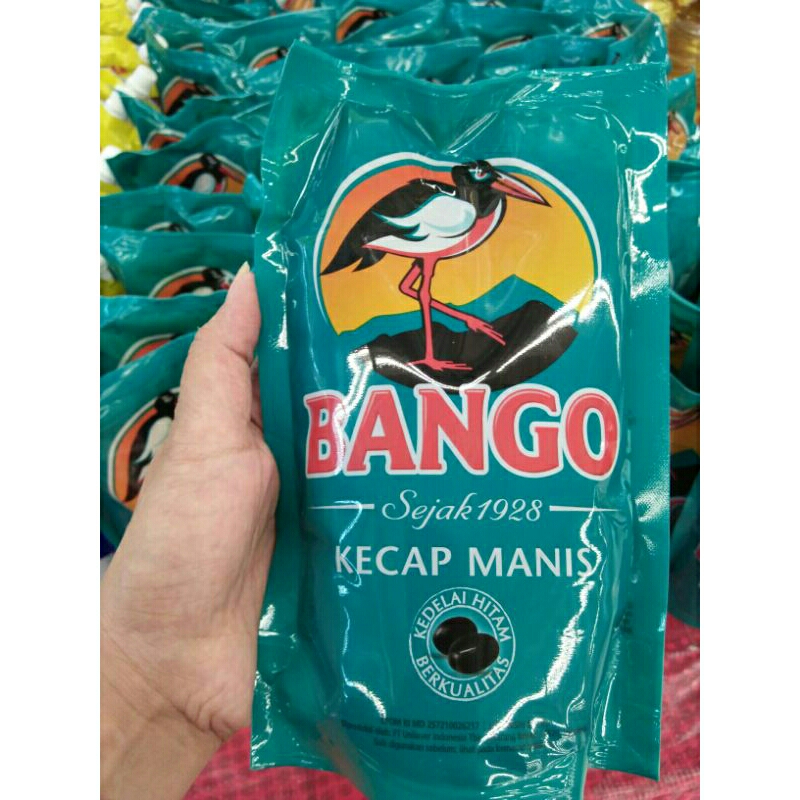 BANGO
Sejak 1928
KECAP MANIS
KEDELAI HITAM
BERKUALITAS